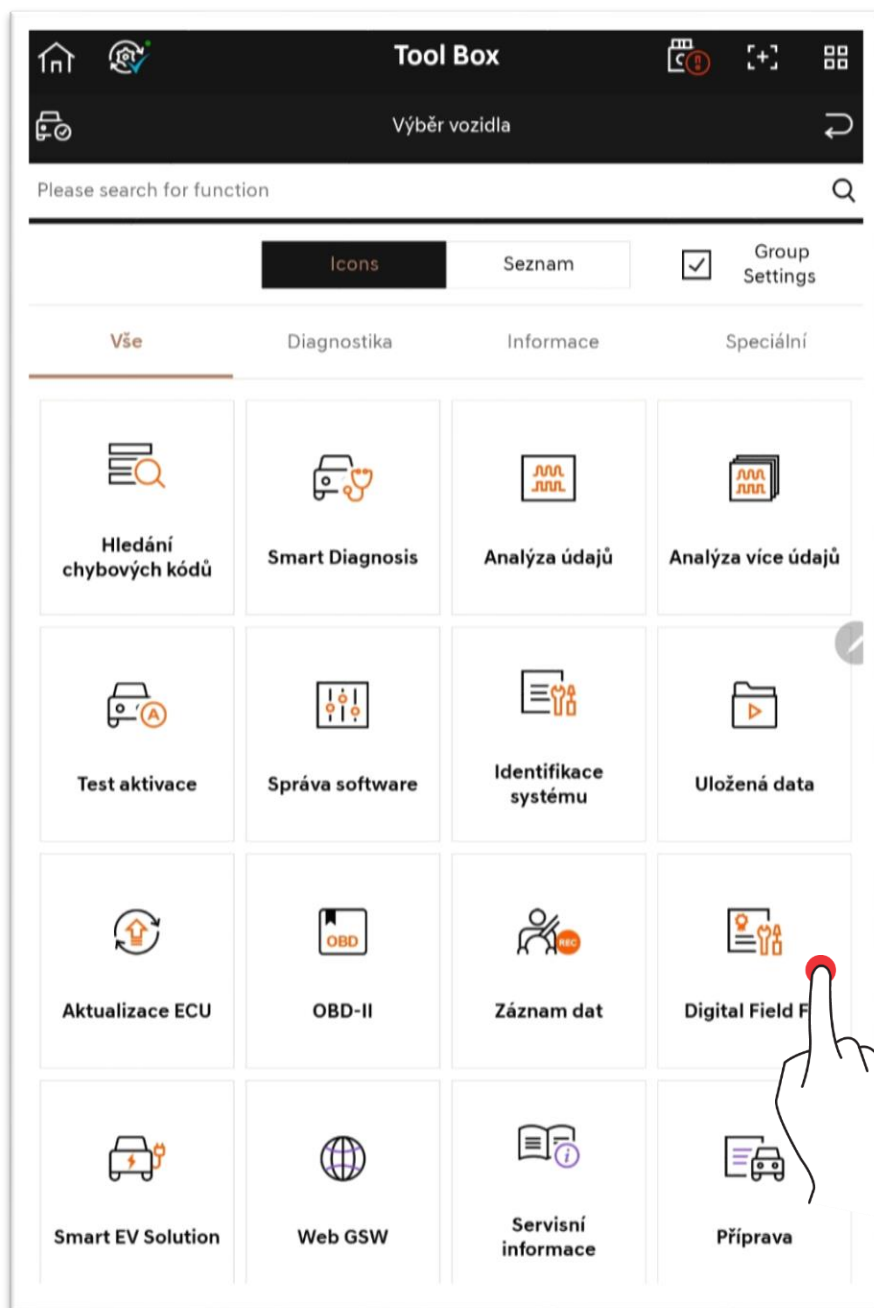 Tool Box
Výběr vozidla
Please search for function
Icons
Seznam
Group
Settings
Vše
Diagnostika
Informace
Speciální
Hledání
chybových kódů
Smart Diagnosis
Analýza údajů
Analýza více údajů
A
Test aktivace
Správa software
Identifikace
systému
Uložená data
OBD
REC
Aktualizace ECU
OBD-II
Záznam dat
Digital Field F
i
Smart EV Solution
Web GSW
Servisní
informace
Příprava